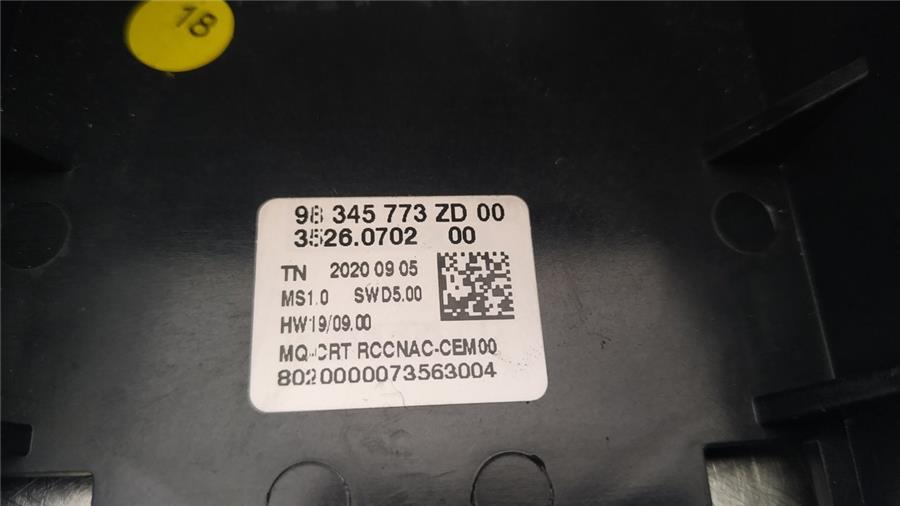 18
98 345 773 ZD 00
3526.0702 00
TN 2020 09 05
MS1.0 SWD5.00
HW19/09.00
MQ-CRT RCCNAC-CEM00
8020000073563004